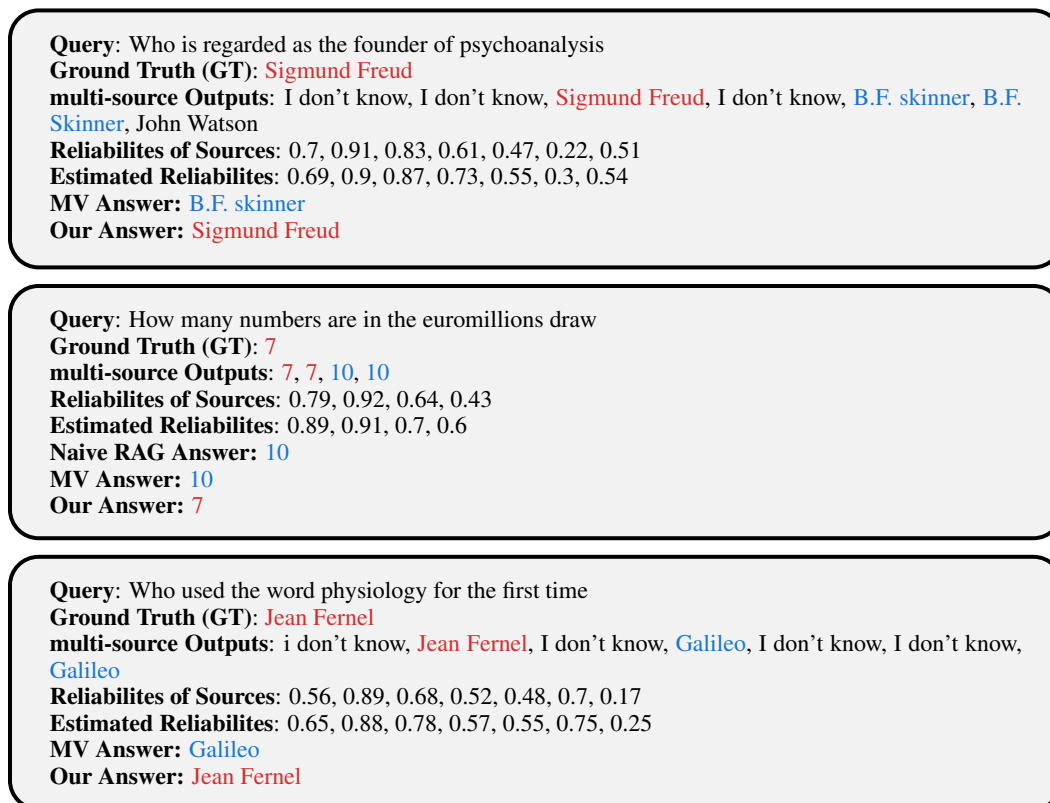 Query: Who is regarded as the founder of psychoanalysis
Ground Truth (GT): Sigmund Freud
multi-source Outputs: I don't know, I don't know, Sigmund Freud, I don't know, B.F. skinner, B.F.
Skinner, John Watson
Reliabilites of Sources: 0.7, 0.91, 0.83, 0.61, 0.47, 0.22, 0.51
Estimated Reliabilites: 0.69, 0.9, 0.87, 0.73, 0.55, 0.3, 0.54
MV Answer: B.F. skinner
Our Answer: Sigmund Freud
Query: How many numbers are in the euromillions draw
Ground Truth (GT): 7
multi-source Outputs: 7, 7, 10, 10
Reliabilites of Sources: 0.79, 0.92, 0.64, 0.43
Estimated Reliabilites: 0.89, 0.91, 0.7, 0.6
Naive RAG Answer: 10
MV Answer: 10
Our Answer: 7
Query: Who used the word physiology for the first time
Ground Truth (GT): Jean Fernel
multi-source Outputs: i don't know, Jean Fernel, I don't know, Galileo, I don't know, I don't know,
Galileo
Reliabilites of Sources: 0.56, 0.89, 0.68, 0.52, 0.48, 0.7, 0.17
Estimated Reliabilites: 0.65, 0.88, 0.78, 0.57, 0.55, 0.75, 0.25
MV Answer: Galileo
Our Answer: Jean Fernel